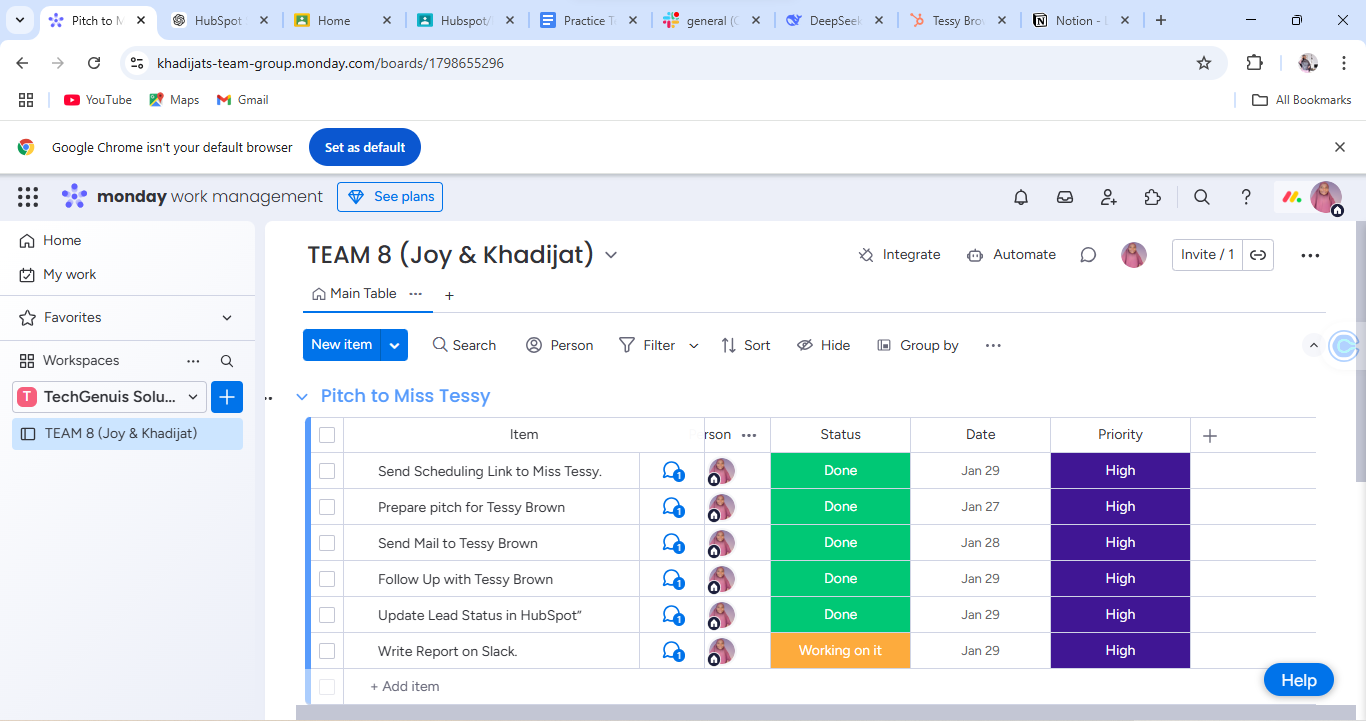 Pitch to M
HubSpot
Home
Hubspot/
Practice T
general (
DeepSeek
Tessy Bro
Notion -
khadijats-team-group.monday.com/boards/1798655296
YouTube
Maps
Gmail
All Bookmarks
Google Chrome isn't your default browser
Set as default
monday work management
See plans
Home
My work
Favorites
Workspaces
T
TechGenuis Solu...
TEAM 8 (Joy & Khadijat)
TEAM 8 (Joy & Khadijat)
Integrate
Automate
Invite / 1
Main Table
New item
Search
Person
Filter
Sort
Hide
Group by
Pitch to Miss Tessy
Item
rson
Status
Date
Priority
Send Scheduling Link to Miss Tessy.
1
Done
Jan 29
High
Prepare pitch for Tessy Brown
1
Done
Jan 27
High
Send Mail to Tessy Brown
1
Done
Jan 28
High
Follow Up with Tessy Brown
1
Done
Jan 29
High
Update Lead Status in HubSpot”
1
Done
Jan 29
High
Write Report on Slack.
1
Working on it
Jan 29
High
+ Add item
Help